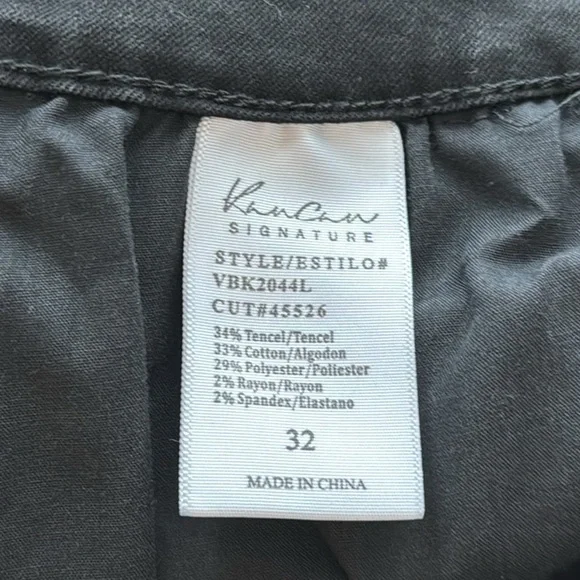 KanCan
SIGNATURE
STYLE/ESTILO#
VBK2044L
CUT#45526
34% Tencel/Tencel
33% Cotton/Algodon
29% Polyester/Poliester
2% Rayon/Rayon
2% Spandex/Elastano
32
MADE IN CHINA